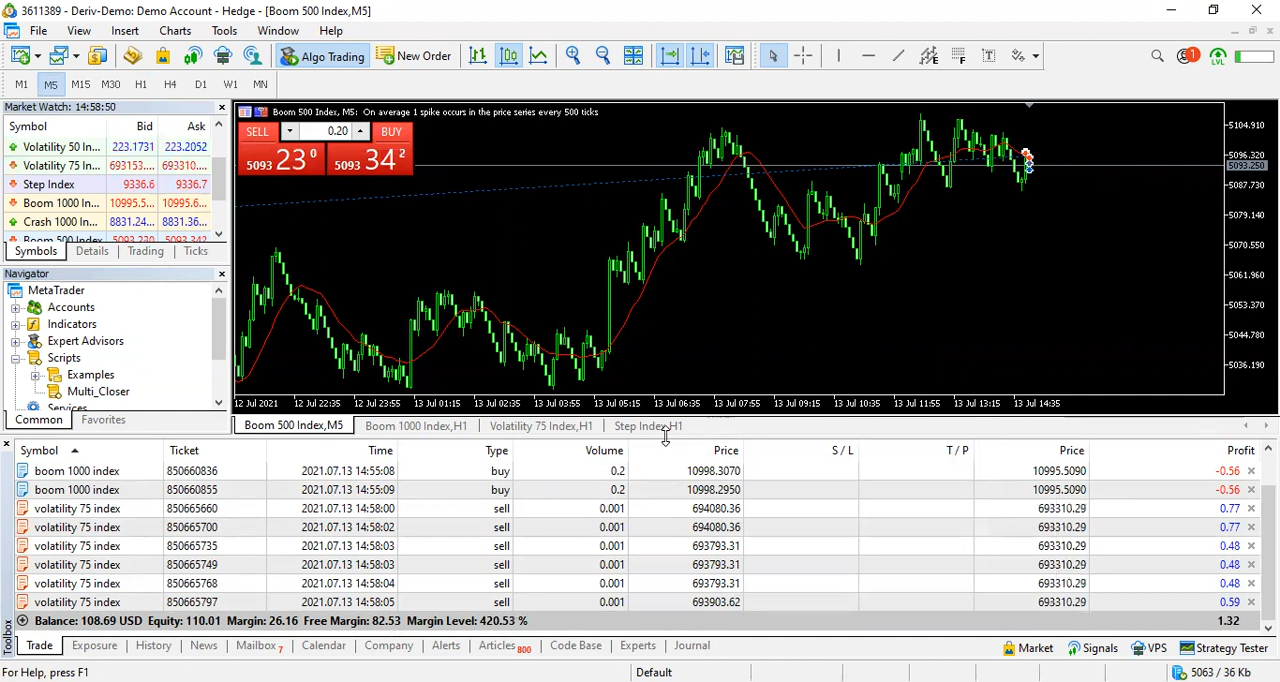 3611389 - Deriv-Demo: Demo Account - Hedge - [Boom 500 Index,M5]
File View Insert Charts Tools Window Help
Algo Trading New Order
M1 M5 M15 M30 H1 H4 D1 W1 MN
LVL
Market Watch: 14:58:50
Symbol Bid Ask
Volatility 50 In... 223.1731 223.2052
Volatility 75 In... 693153.... 693310....
Step Index 9336.6 9336.7
Boom 1000 In... 10995.5... 10995.6...
Crash 1000 In... 8831.24... 8831.36...
Boom 500 Index 5093.230 5093.342
Symbols Details Trading Ticks
Navigator
MetaTrader
Accounts
Indicators
Expert Advisors
Scripts
Examples
Multi_Closer
Services
Common Favorites
Boom 500 Index, M5: On average 1 spike occurs in the price series every 500 ticks
SELL 0.20 BUY
5093 23 0 5093 34 2
5104.910
5096.320
5093.250
5087.730
5079.140
5070.550
5061.960
5053.370
5044.780
5036.190
12 Jul 2021 12 Jul 22:35 12 Jul 23:55 13 Jul 01:15 13 Jul 02:35 13 Jul 03:55 13 Jul 05:15 13 Jul 06:35 13 Jul 07:55 13 Jul 09:15 13 Jul 10:35 13 Jul 11:55 13 Jul 13:15 13 Jul 14:35
Boom 500 Index,M5 Boom 1000 Index,H1 Volatility 75 Index,H1 Step Index,H1
Symbol Ticket Time Type Volume Price S / L T / P Price Profit
boom 1000 index 850660836 2021.07.13 14:55:08 buy 0.2 10998.3070 10995.5090 -0.56
boom 1000 index 850660855 2021.07.13 14:55:09 buy 0.2 10998.2950 10995.5090 -0.56
volatility 75 index 850665660 2021.07.13 14:58:00 sell 0.001 694080.36 693310.29 0.77
volatility 75 index 850665700 2021.07.13 14:58:02 sell 0.001 694080.36 693310.29 0.77
volatility 75 index 850665735 2021.07.13 14:58:03 sell 0.001 693793.31 693310.29 0.48
volatility 75 index 850665749 2021.07.13 14:58:03 sell 0.001 693793.31 693310.29 0.48
volatility 75 index 850665768 2021.07.13 14:58:04 sell 0.001 693793.31 693310.29 0.48
volatility 75 index 850665797 2021.07.13 14:58:05 sell 0.001 693903.62 693310.29 0.59
Balance: 108.69 USD Equity: 110.01 Margin: 26.16 Free Margin: 82.53 Margin Level: 420.53 % 1.32
Toolbox
Trade Exposure History News Mailbox 7 Calendar Company Alerts Articles 800 Code Base Experts Journal
Market Signals VPS Strategy Tester
For Help, press F1 Default 5063 / 36 Kb